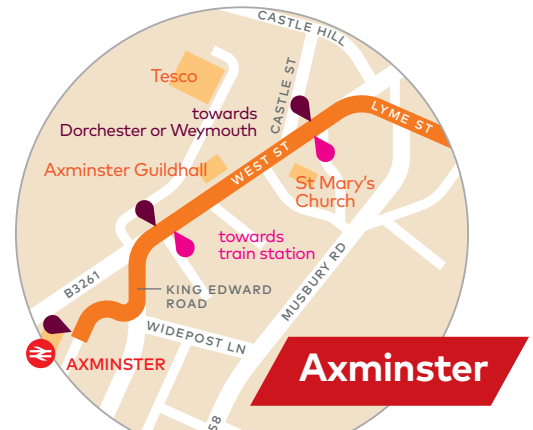 CASTLE HILL
Tesco
CASTLE ST
towards
Dorchester or Weymouth
LYME ST
Axminster Guildhall
WEST ST
St Mary's
Church
towards
train station
B3261
KING EDWARD
ROAD
MUSBURY RD
WIDEPOST LN
AXMINSTER
Axminster
58